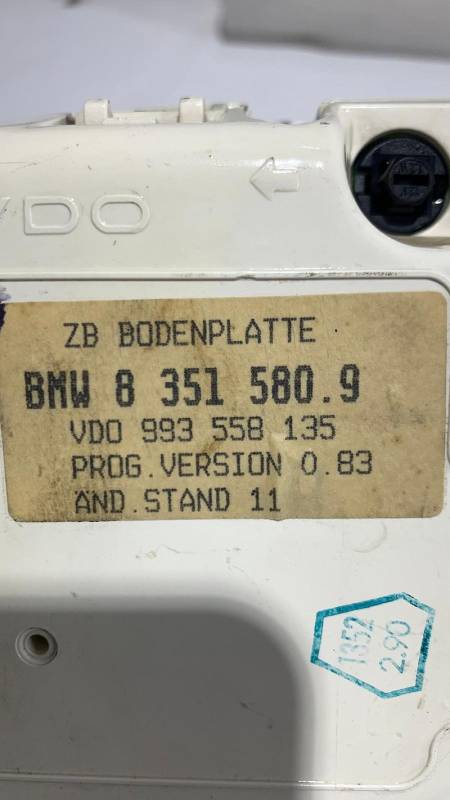 VDO
ZB BODENPLATTE
BMW 8 351 580.9
VDO 993 558 135
PROG.VERSION 0.83
ÄND.STAND 11
1352
2.90